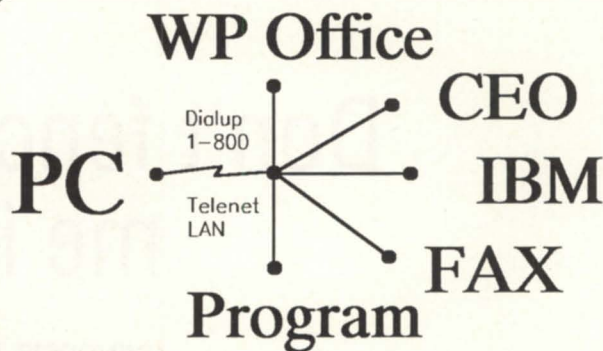 WP Office
Dialup
1-800
CEO
PC
IBM
Telenet
LAN
FAX
Program